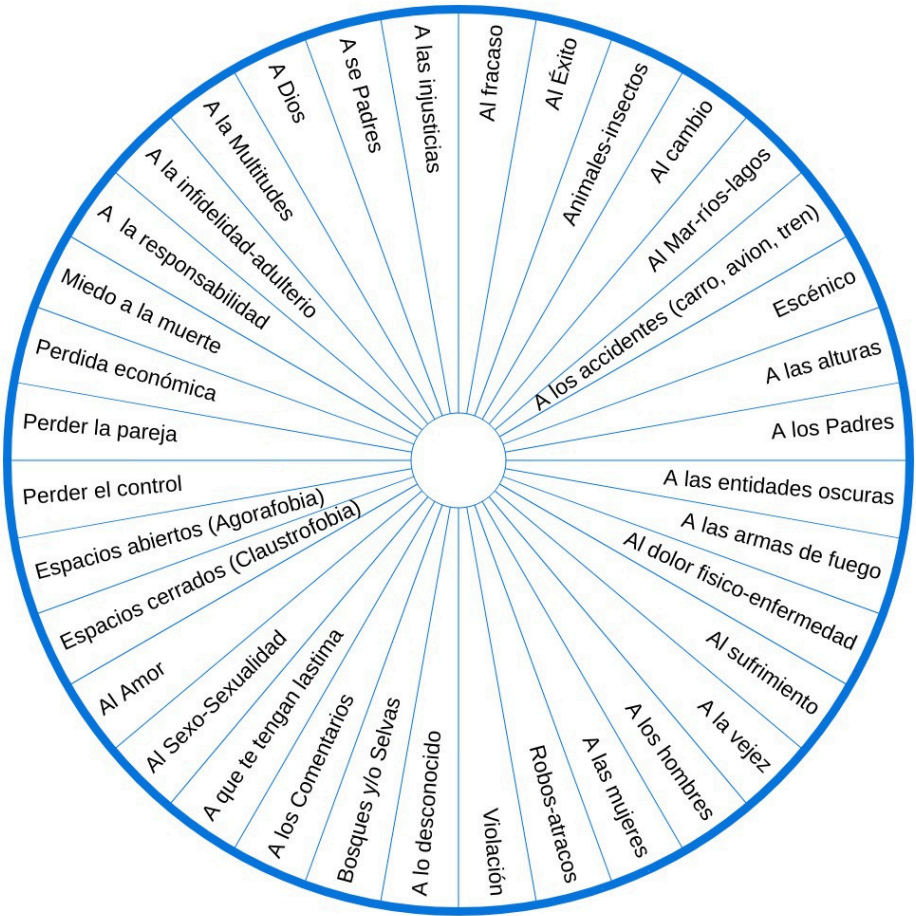 Al fracaso
Al Éxito
Animales-insectos
Al cambio
Al Mar-ríos-lagos
A los accidentes (carro, avion, tren)
Escénico
A las alturas
A los Padres
A las entidades oscuras
A las armas de fuego
Al dolor fisico-enfermedad
Al sufrimiento
A la vejez
A los hombres
A las mujeres
Robos-atracos
Violación
A lo desconocido
Bosques y/o Selvas
A los Comentarios
A que te tengan lastima
Al Sexo-Sexualidad
Al Amor
Espacios cerrados (Claustrofobia)
Espacios abiertos (Agorafobia)
Perder el control
Perder la pareja
Perdida económica
Miedo a la muerte
A la responsabilidad
A la infidelidad-adulterio
A la Multitudes
A Dios
A se Padres
A las injusticias